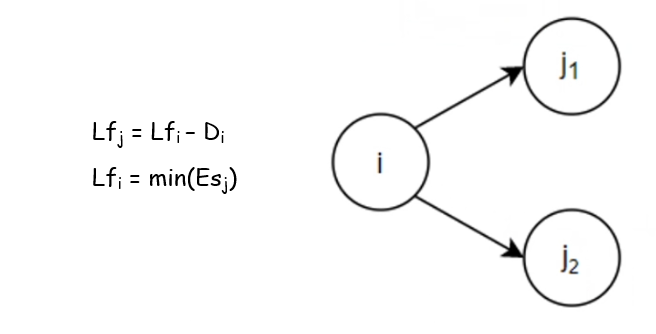 Lfⱼ = Lfᵢ - Dᵢ
Lfᵢ = min(Esⱼ)
i
j₁
j₂